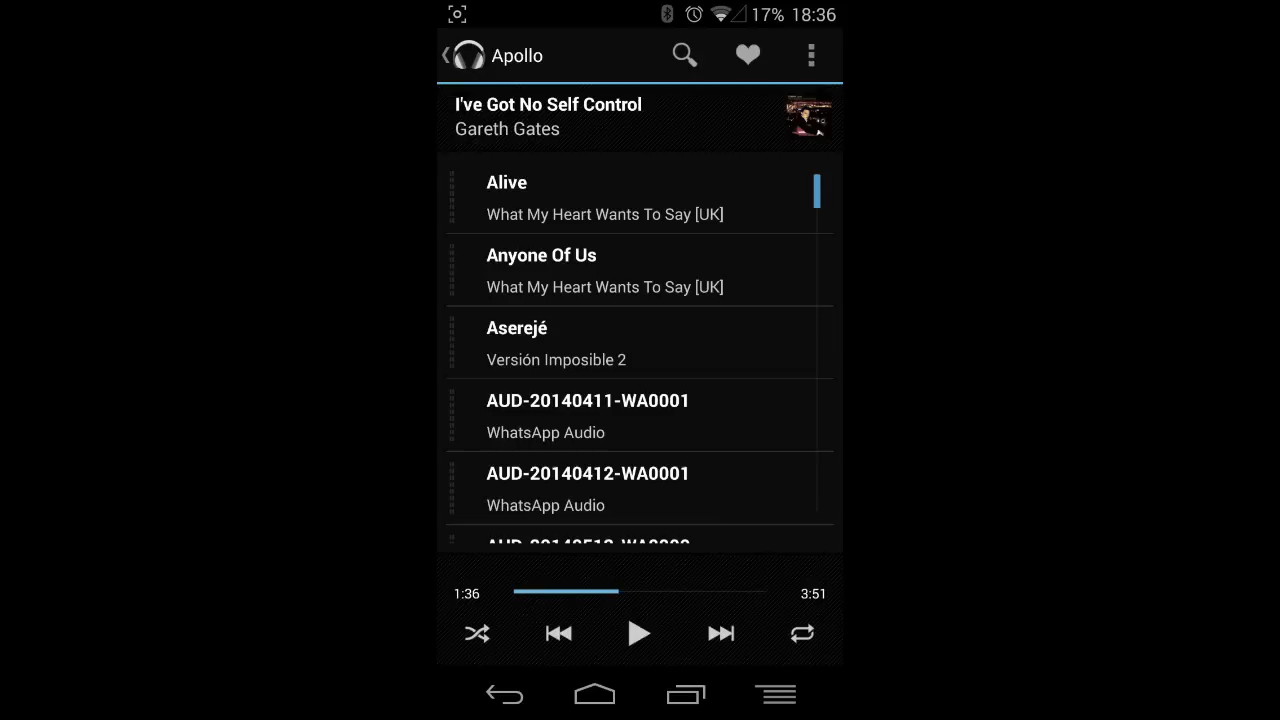 17% 18:36
Apollo
I've Got No Self Control
Gareth Gates
Alive
What My Heart Wants To Say [UK]
Anyone Of Us
What My Heart Wants To Say [UK]
Aserejé
Versión Imposible 2
AUD-20140411-WA0001
WhatsApp Audio
AUD-20140412-WA0001
WhatsApp Audio
1:36
3:51